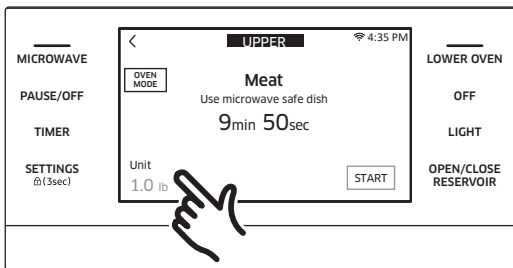 MICROWAVE
PAUSE/OFF
TIMER
SETTINGS
(3sec)
UPPER
4:35 PM
OVEN
MODE
Meat
Use microwave safe dish
9min 50sec
Unit
1.0 lb
START
LOWER OVEN
OFF
LIGHT
OPEN/CLOSE
RESERVOIR